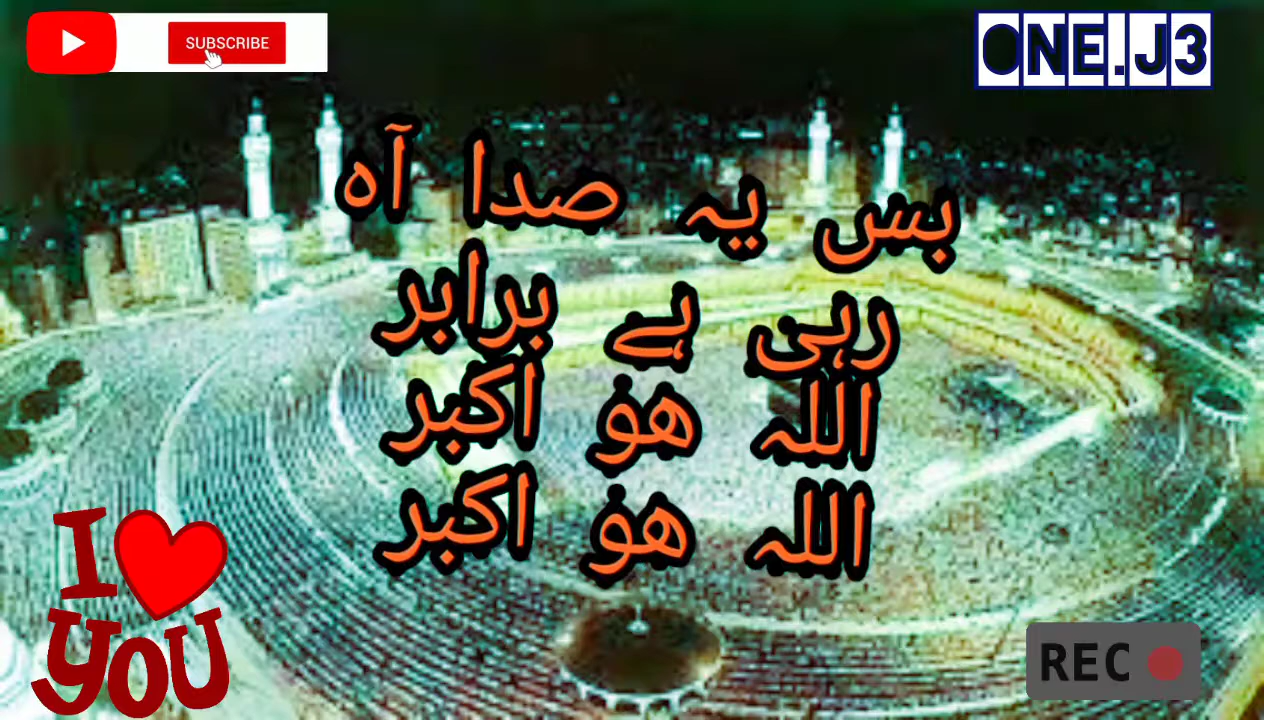 SUBSCRIBE
ONE.J3
بس یہ صدا آہ
رہی ہے برابر
اللہ ھو اکبر
اللہ ھو اکبر
I
YOU
REC